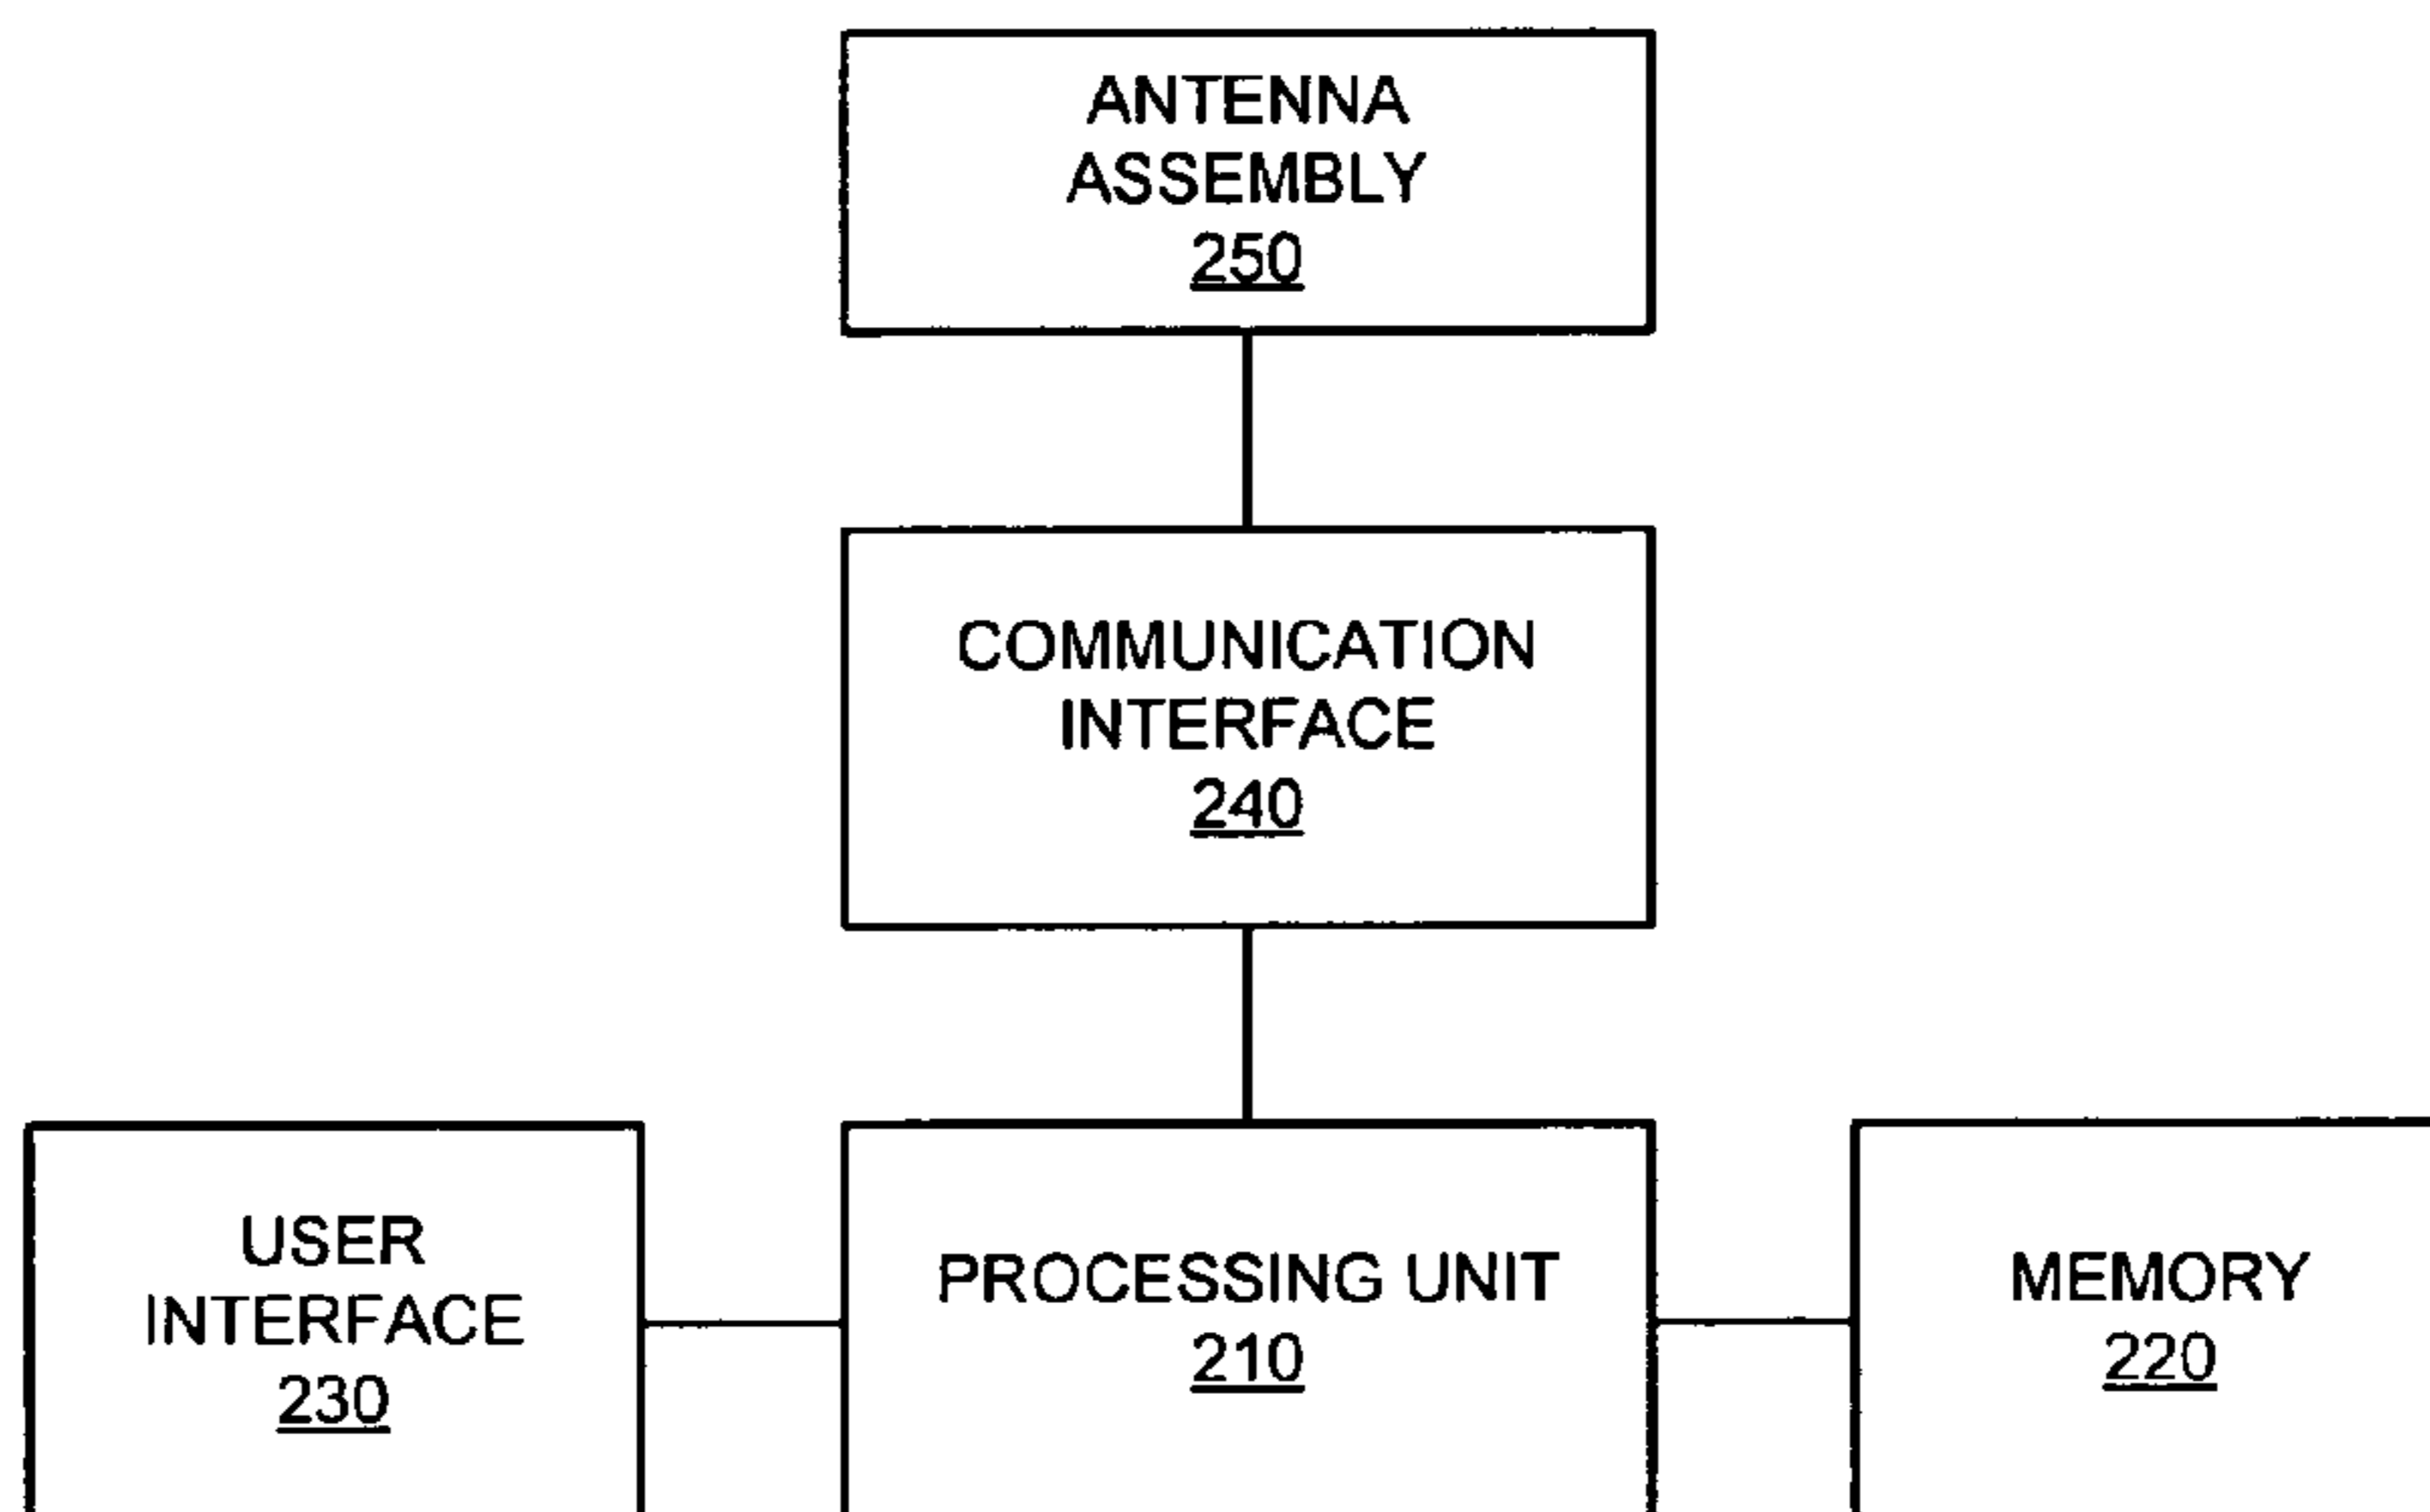 ANTENNA
ASSEMBLY
250
COMMUNICATION
INTERFACE
240
USER
INTERFACE
230
PROCESSING UNIT
210
MEMORY
220